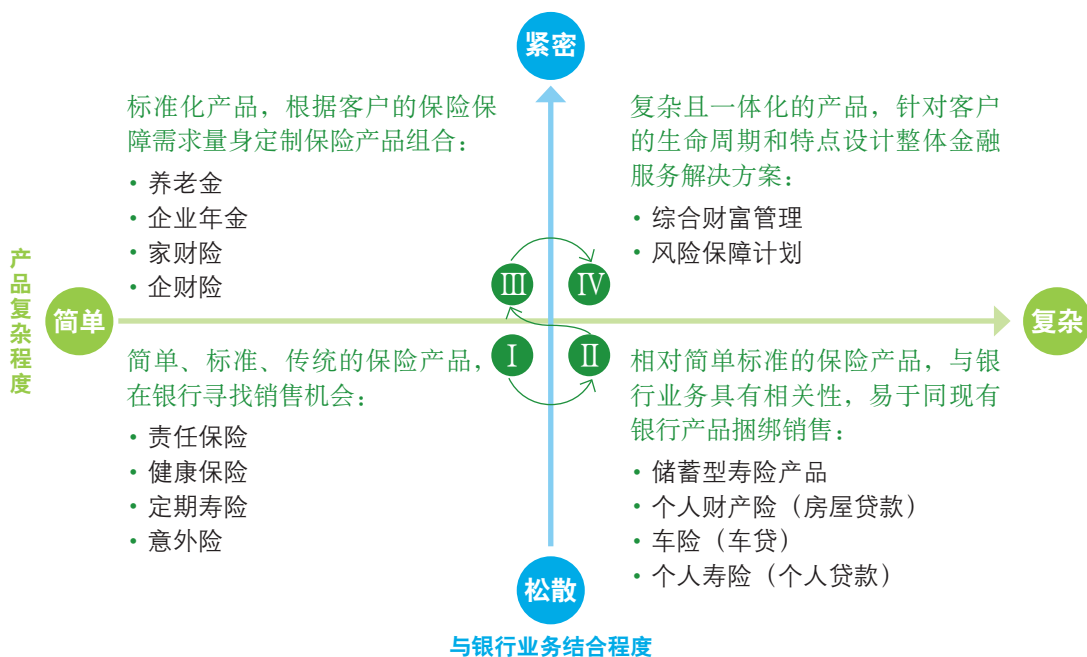 紧密
标准化产品，根据客户的保险保
障需求量身定制保险产品组合：
• 养老金
• 企业年金
• 家财险
• 企财险
复杂且一体化的产品，针对客户
的生命周期和特点设计整体金融
服务解决方案：
• 综合财富管理
• 风险保障计划
产品复杂程度
简单
Ⅲ
Ⅳ
复杂
Ⅰ
Ⅱ
简单、标准、传统的保险产品，
在银行寻找销售机会：
• 责任保险
• 健康保险
• 定期寿险
• 意外险
相对简单标准的保险产品，与银
行业务具有相关性，易于同现有
银行产品捆绑销售：
• 储蓄型寿险产品
• 个人财产险（房屋贷款）
• 车险（车贷）
• 个人寿险（个人贷款）
松散
与银行业务结合程度